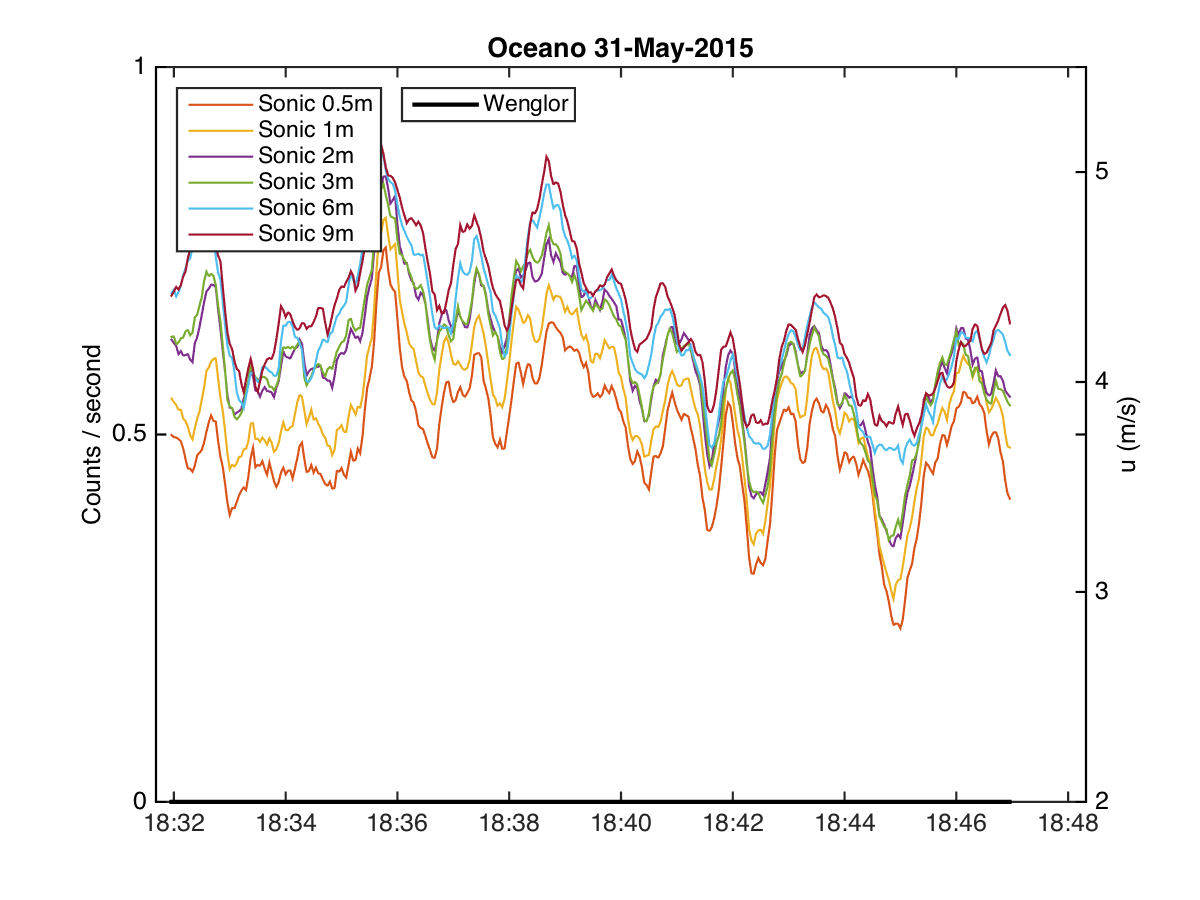 Oceano 31-May-2015
1
0.5
0
Counts / second
Sonic 0.5m
Sonic 1m
Sonic 2m
Sonic 3m
Sonic 6m
Sonic 9m
Wenglor
5
4
3
2
u (m/s)
18:32 18:34 18:36 18:38 18:40 18:42 18:44 18:46 18:48